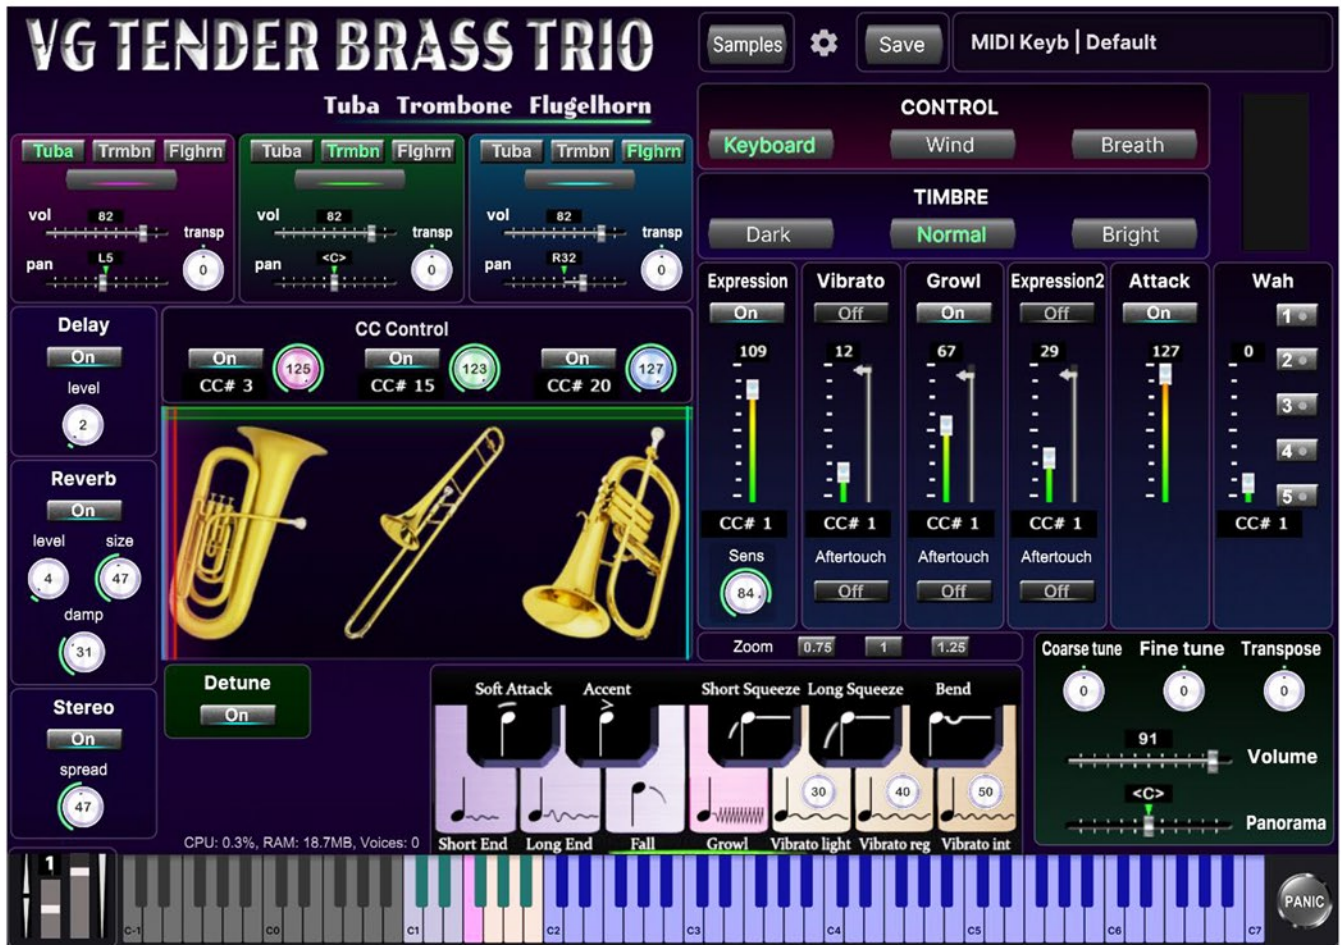 VG TENDER BRASS TRIO
Tuba Trombone Flugelhorn
Samples Save MIDI Keyb | Default
CONTROL
Keyboard Wind Breath
TIMBRE
Dark Normal Bright
Tuba Trmbn Flghrn
vol 82 transp
pan L5 0
Tuba Trmbn Flghrn
vol 82 transp
pan <C> 0
Tuba Trmbn Flghrn
vol 82 transp
pan R32 0
Delay
On
level
2
Reverb
On
level size
4 47
damp
31
Stereo
On
spread
47
CC Control
On 125 On 123 On 127
CC# 3 CC# 15 CC# 20
Expression
On
109
CC# 1
Sens
84
Vibrato
Off
12
CC# 1
Aftertouch
Off
Growl
On
67
CC# 1
Aftertouch
Off
Expression2
Off
29
CC# 1
Aftertouch
Off
Attack
On
127
Wah
0
1
2
3
4
5
CC# 1
Zoom 0.75 1 1.25
Detune
On
Soft Attack Accent Short Squeeze Long Squeeze Bend
30 40 50
Short End Long End Fall Growl Vibrato light Vibrato reg Vibrato int
Coarse tune Fine tune Transpose
0 0 0
91
Volume
<C>
Panorama
CPU: 0.3%, RAM: 18.7MB, Voices: 0
1
C-1 C0 C1 C2 C3 C4 C5 C6 C7
PANIC